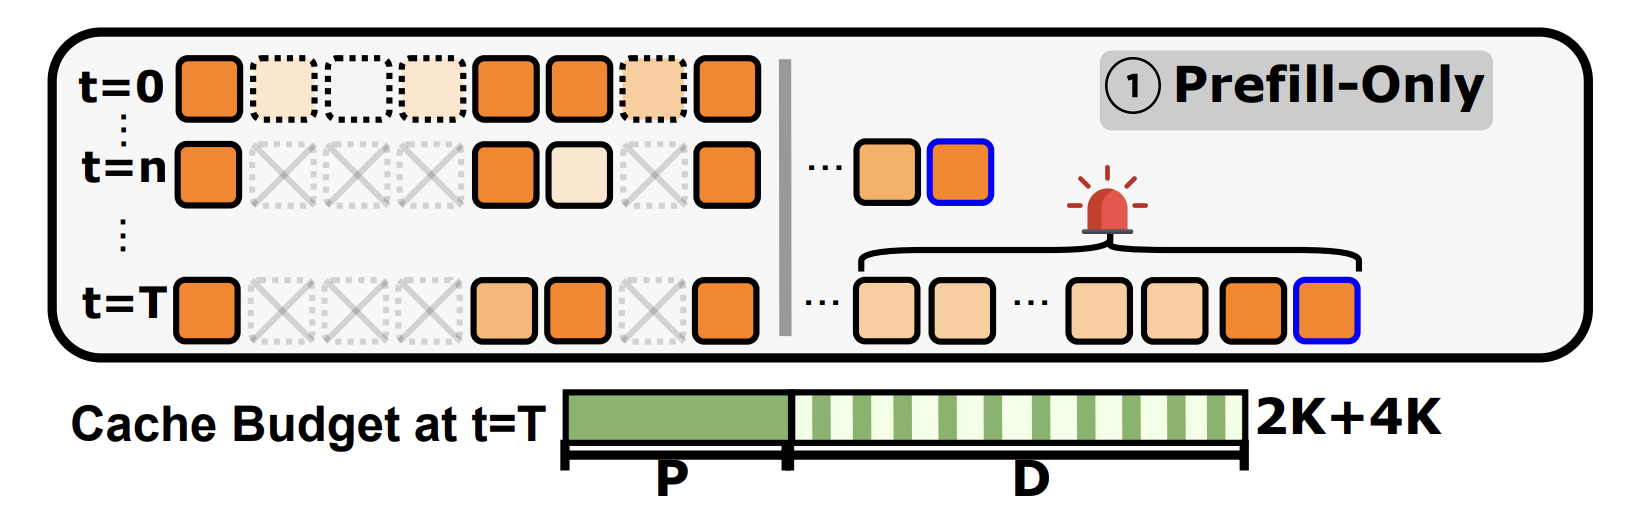 t=0
① Prefill-Only
⋮
t=n
...
⋮
t=T
... ...
Cache Budget at t=T
2K+4K
P
D